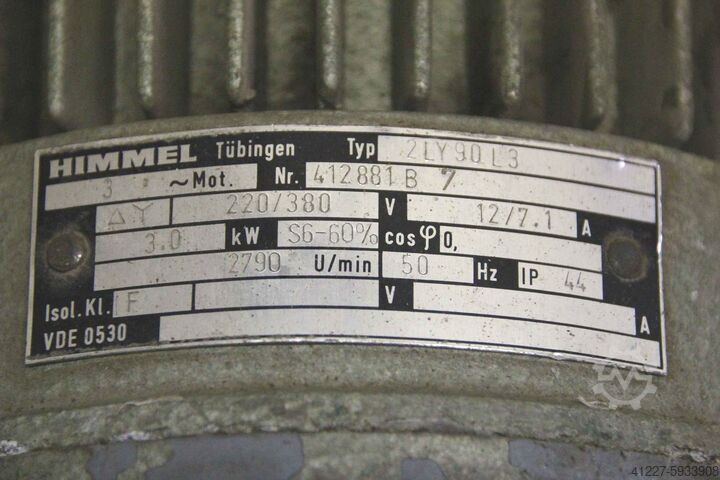 HIMMEL Tübingen Typ 2LY90L3
3 ~Mot. Nr. 412881 B 7
△Y 220/380 V 12/7.1 A
3.0 kW S6-60% cosφ 0,
2790 U/min 50 Hz IP 44
Isol.Kl. F V A
VDE 0530
41227-5933908